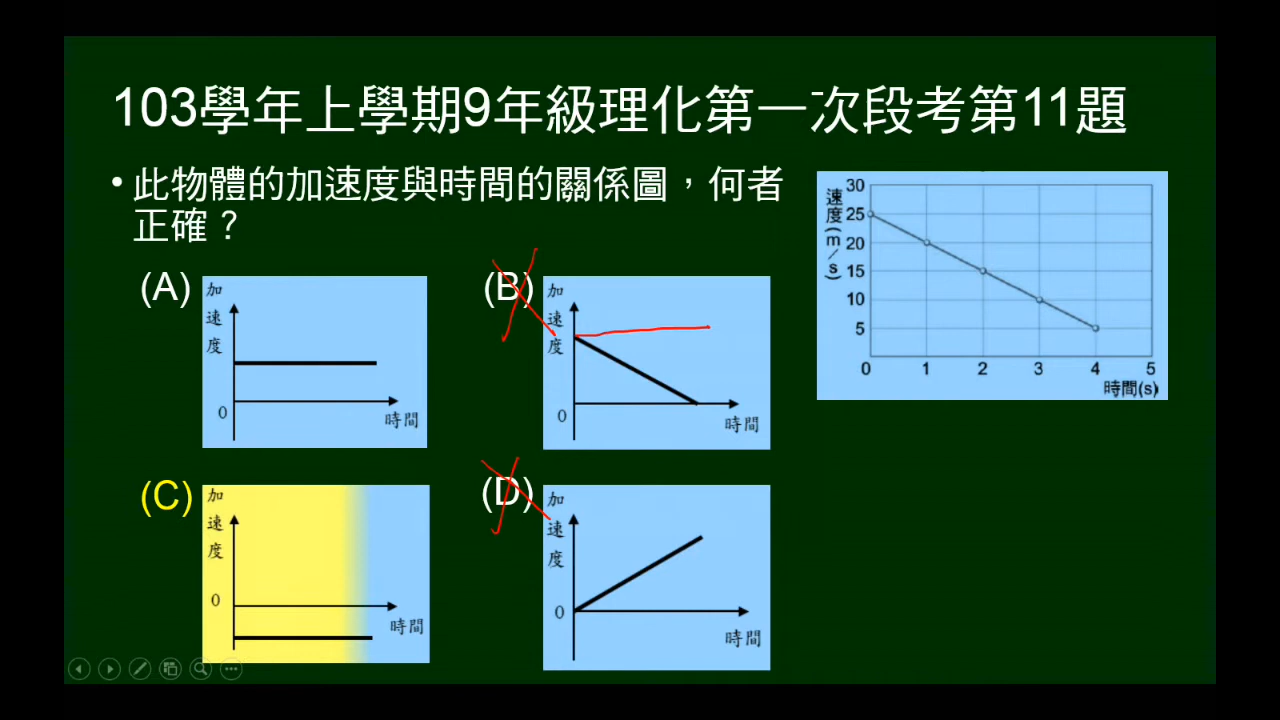 103學年上學期9年級理化第一次段考第11題
• 此物體的加速度與時間的關係圖，何者
正確？
(A)
加速度
0
時間
(B)
加速度
0
時間
(C)
加速度
0
時間
(D)
加速度
0
時間
速度(m/s)
30
25
20
15
10
5
0 1 2 3 4 5
時間(s)